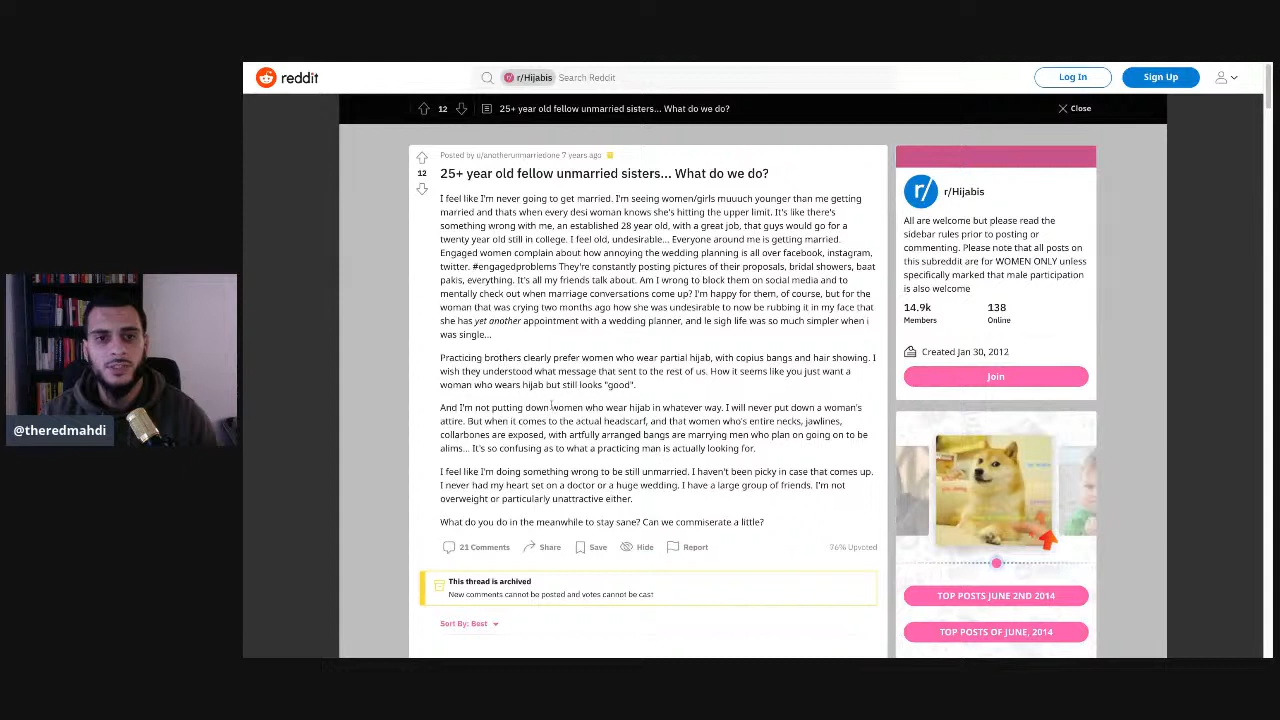 reddit
r/Hijabis Search Reddit
Log In
Sign Up
12
25+ year old fellow unmarried sisters... What do we do?
Close
Posted by u/anotherunmarriedone 7 years ago
12
25+ year old fellow unmarried sisters... What do we do?
I feel like I'm never going to get married. I'm seeing women/girls muuuch younger than me getting
married and thats when every desi woman knows she's hitting the upper limit. It's like there's
something wrong with me, an established 28 year old, with a great job, that guys would go for a
twenty year old still in college. I feel old, undesirable... Everyone around me is getting married.
Engaged women complain about how annoying the wedding planning is all over facebook, instagram,
twitter. #engagedproblems They're constantly posting pictures of their proposals, bridal showers, baat
pakis, everything. It's all my friends talk about. Am I wrong to block them on social media and to
mentally check out when marriage conversations come up? I'm happy for them, of course, but for the
woman that was crying two months ago how she was undesirable to now be rubbing it in my face that
she has yet another appointment with a wedding planner, and le sigh life was so much simpler when i
was single...
Practicing brothers clearly prefer women who wear partial hijab, with copius bangs and hair showing. I
wish they understood what message that sent to the rest of us. How it seems like you just want a
woman who wears hijab but still looks "good".
And I'm not putting down women who wear hijab in whatever way. I will never put down a woman's
attire. But when it comes to the actual headscarf, and that women who's entire necks, jawlines,
collarbones are exposed, with artfully arranged bangs are marrying men who plan on going on to be
alims... It's so confusing as to what a practicing man is actually looking for.
I feel like I'm doing something wrong to be still unmarried. I haven't been picky in case that comes up.
I never had my heart set on a doctor or a huge wedding. I have a large group of friends. I'm not
overweight or particularly unattractive either.
What do you do in the meanwhile to stay sane? Can we commiserate a little?
21 Comments
Share
Save
Hide
Report
76% Upvoted
This thread is archived
New comments cannot be posted and votes cannot be cast
Sort By: Best
r/
r/Hijabis
All are welcome but please read the
sidebar rules prior to posting or
commenting. Please note that all posts on
this subreddit are for WOMEN ONLY unless
specifically marked that male participation
is also welcome
14.9k
138
Members
Online
Created Jan 30, 2012
Join
TOP POSTS JUNE 2ND 2014
TOP POSTS OF JUNE, 2014
@theredmahdi